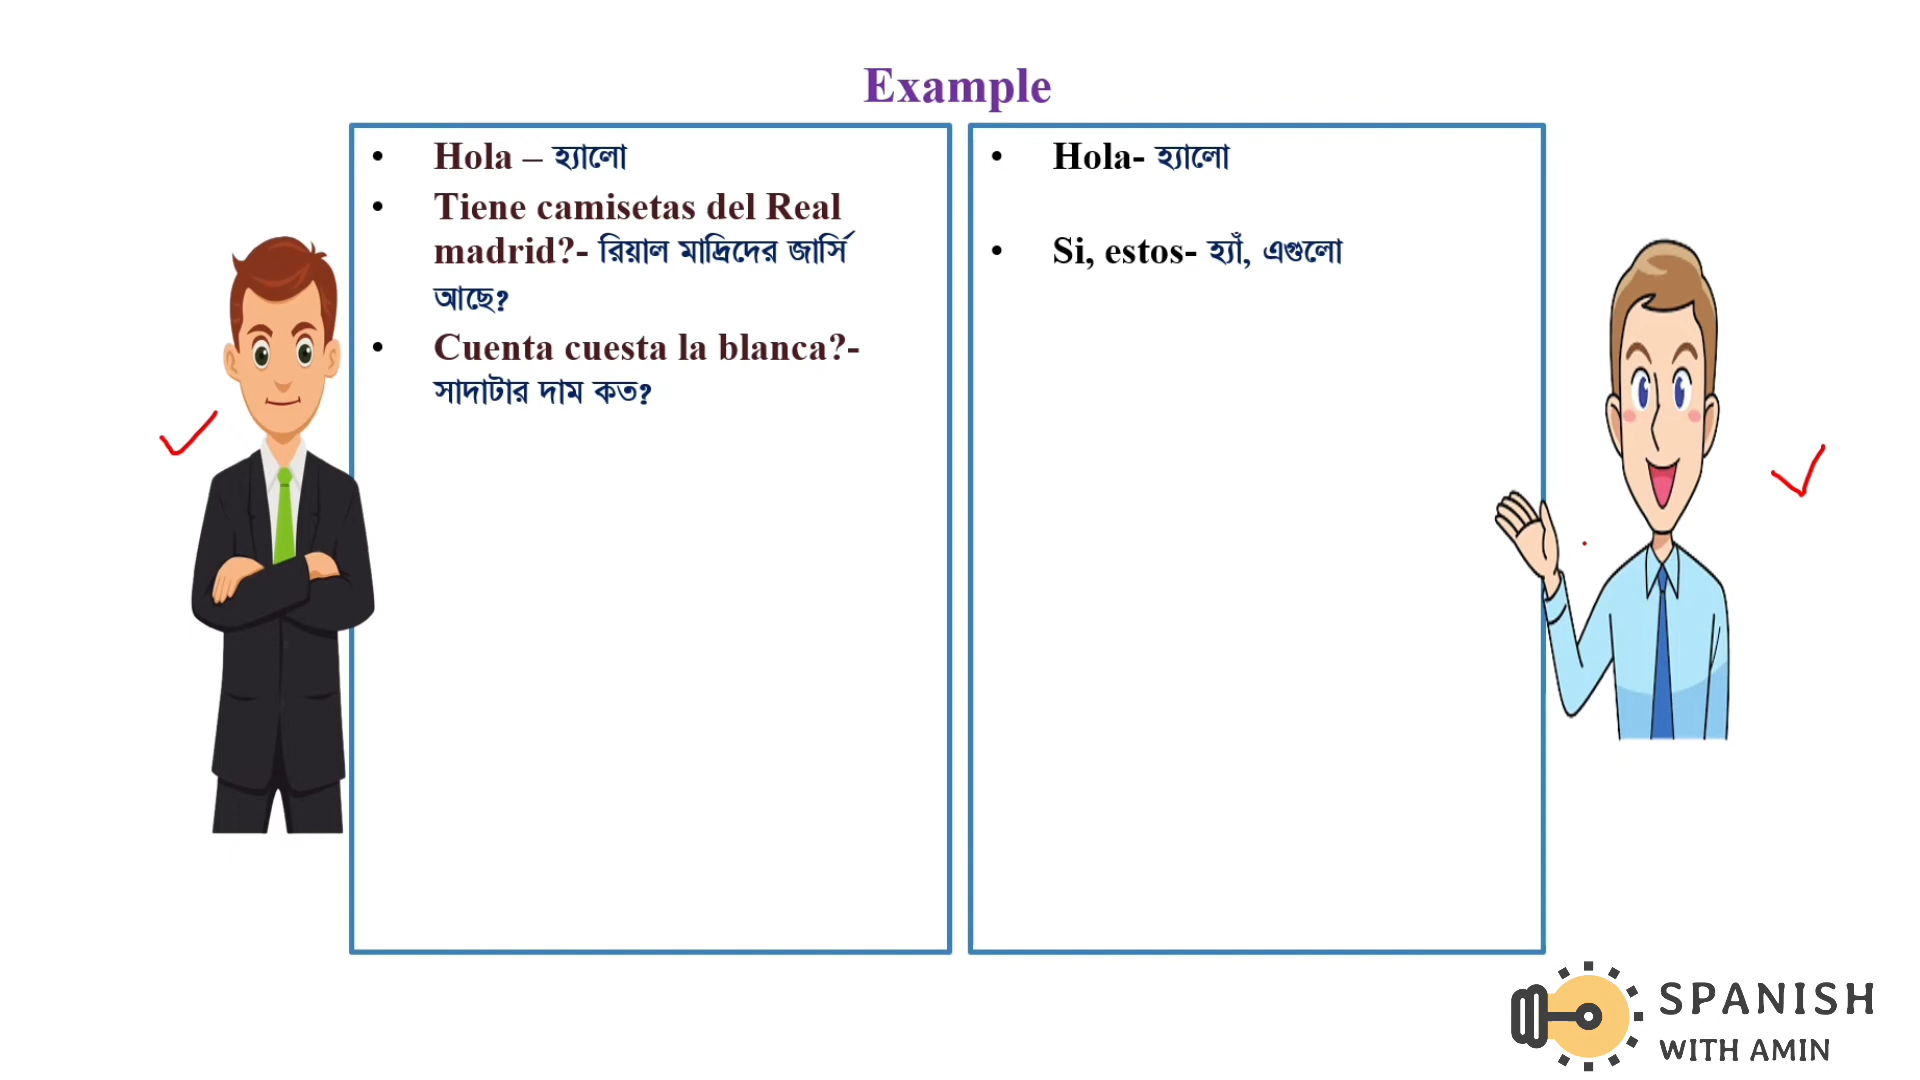 Example
• Hola – হ্যালো
• Tiene camisetas del Real
madrid?- রিয়াল মাদ্রিদের জার্সি
আছে?
• Cuenta cuesta la blanca?-
সাদাটার দাম কত?
• Hola- হ্যালো
• Si, estos- হ্যাঁ, এগুলো
SPANISH
WITH AMIN